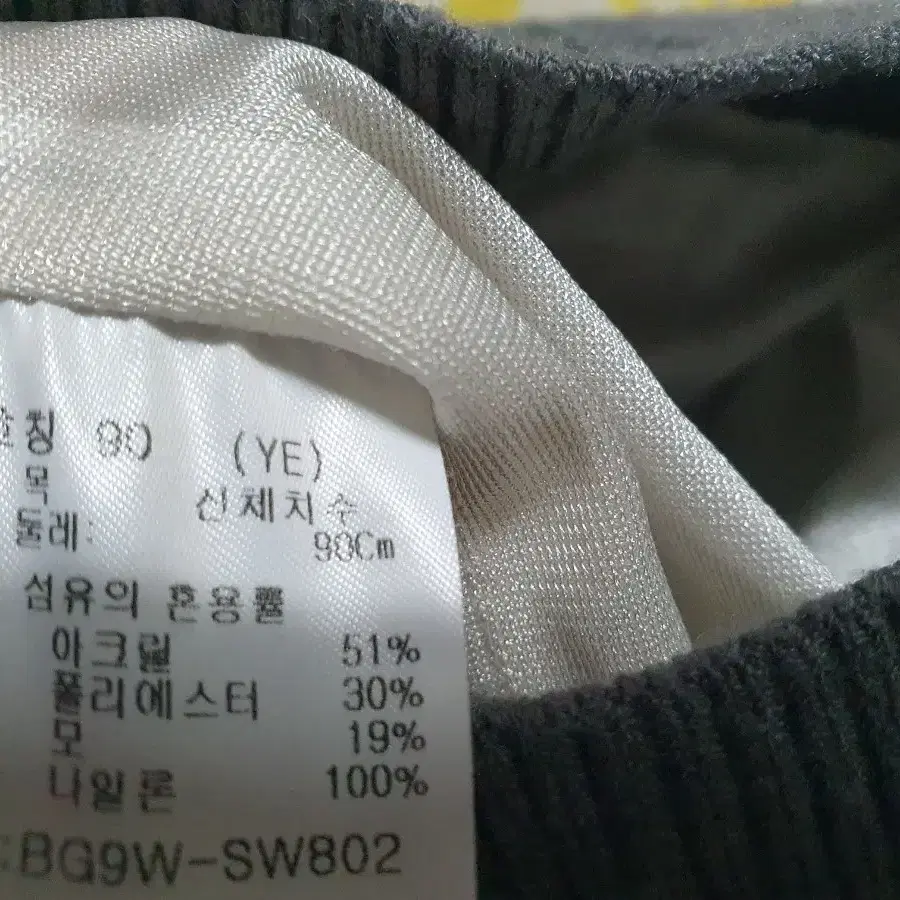 호칭 90 (YE)
목 신체치수
둘레: 90Cm
섬유의 혼용률
아크릴 51%
폴리에스터 30%
모 19%
나일론 100%
:BG9W-SW802